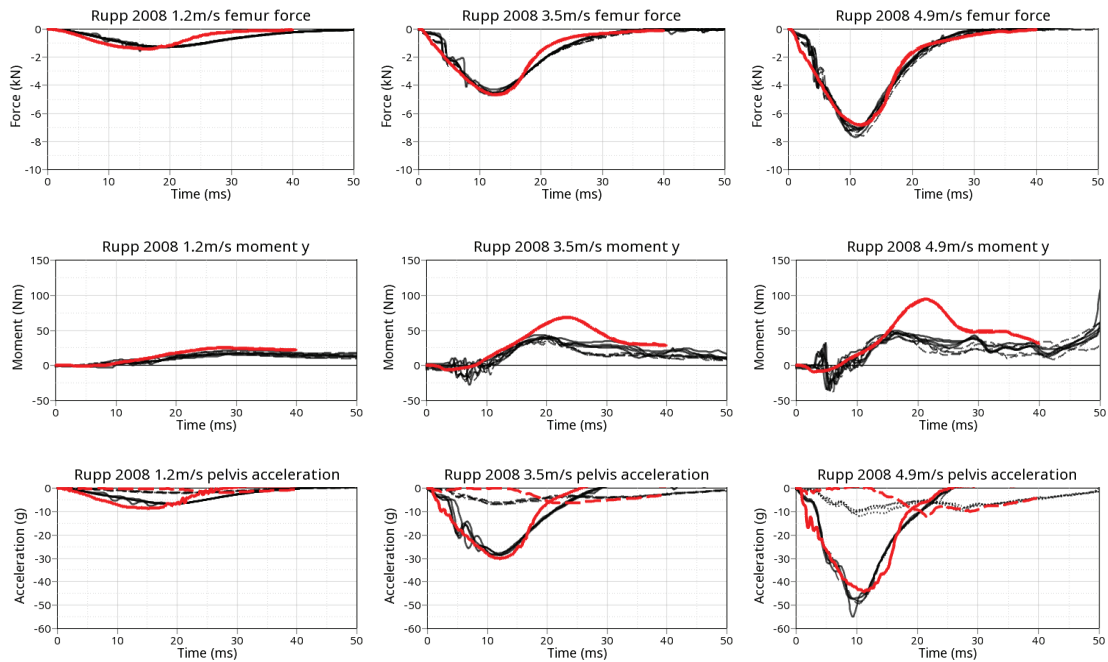 Rupp 2008 1.2m/s femur force
Rupp 2008 3.5m/s femur force
Rupp 2008 4.9m/s femur force
Force (kN)
0
-2
-4
-6
-8
-10
0 10 20 30 40 50
Time (ms)
Force (kN)
0
-2
-4
-6
-8
-10
0 10 20 30 40 50
Time (ms)
Force (kN)
0
-2
-4
-6
-8
-10
0 10 20 30 40 50
Time (ms)
Rupp 2008 1.2m/s moment y
Rupp 2008 3.5m/s moment y
Rupp 2008 4.9m/s moment y
Moment (Nm)
150
100
50
0
-50
0 10 20 30 40 50
Time (ms)
Moment (Nm)
150
100
50
0
-50
0 10 20 30 40 50
Time (ms)
Moment (Nm)
150
100
50
0
-50
0 10 20 30 40 50
Time (ms)
Rupp 2008 1.2m/s pelvis acceleration
Rupp 2008 3.5m/s pelvis acceleration
Rupp 2008 4.9m/s pelvis acceleration
Acceleration (g)
0
-10
-20
-30
-40
-50
-60
0 10 20 30 40 50
Time (ms)
Acceleration (g)
0
-10
-20
-30
-40
-50
-60
0 10 20 30 40 50
Time (ms)
Acceleration (g)
0
-10
-20
-30
-40
-50
-60
0 10 20 30 40 50
Time (ms)